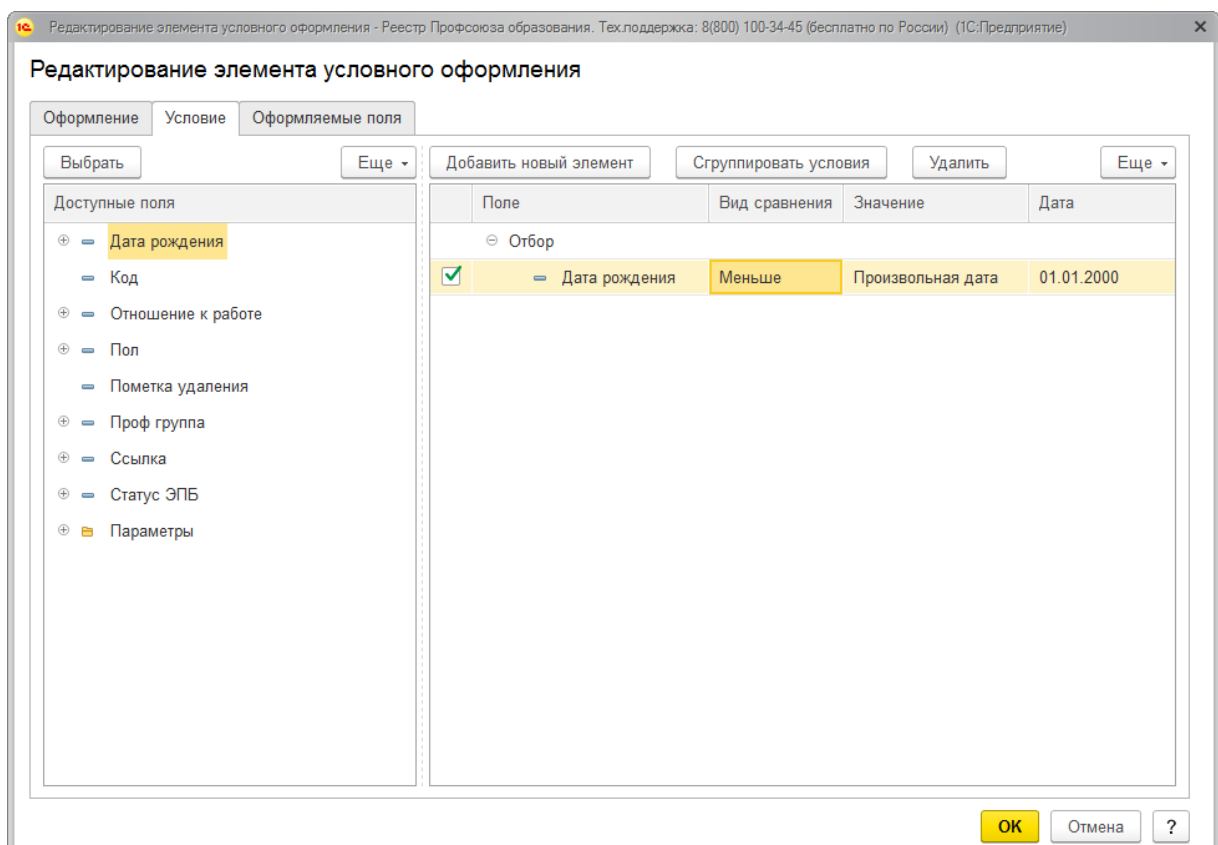 1С Редактирование элемента условного оформления - Реестр Профсоюза образования. Тех.поддержка: 8(800) 100-34-45 (бесплатно по России) (1С:Предприятие)
Редактирование элемента условного оформления
Оформление Условие Оформляемые поля
Выбрать Еще Добавить новый элемент Сгруппировать условия Удалить Еще
Доступные поля Поле Вид сравнения Значение Дата
Дата рождения Отбор
Код Дата рождения Меньше Произвольная дата 01.01.2000
Отношение к работе
Пол
Пометка удаления
Проф группа
Ссылка
Статус ЭПБ
Параметры
ОК Отмена ?